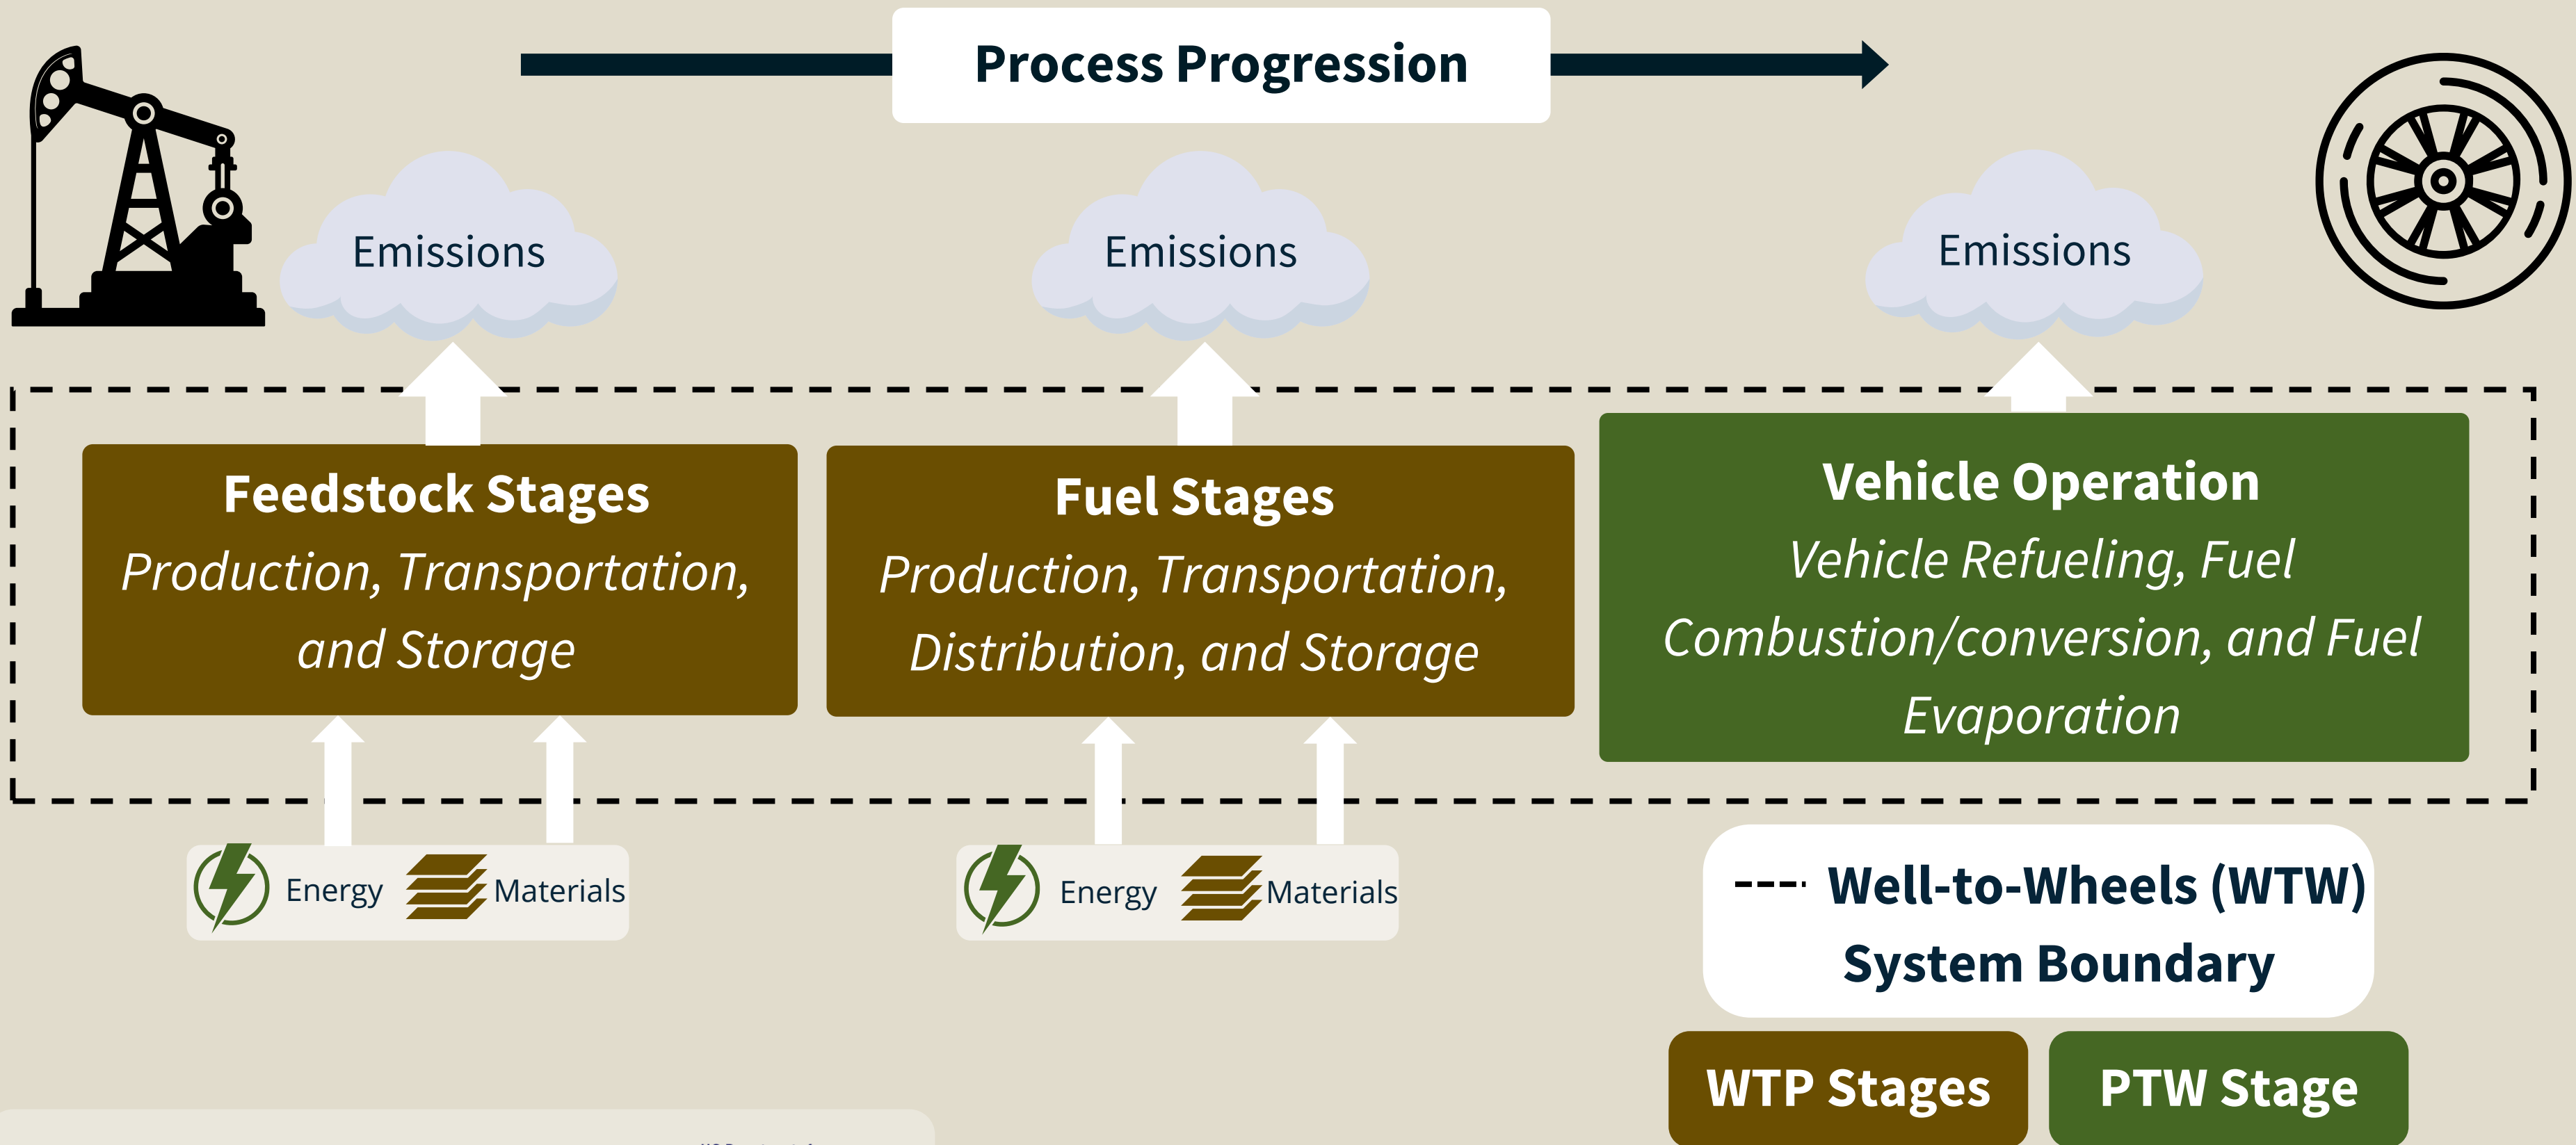 Process Progression
Emissions
Emissions
Emissions
Feedstock Stages
Production, Transportation,
and Storage
Fuel Stages
Production, Transportation,
Distribution, and Storage
Vehicle Operation
Vehicle Refueling, Fuel
Combustion/conversion, and Fuel
Evaporation
Energy
Materials
Energy
Materials
Well-to-Wheels (WTW)
System Boundary
WTP Stages
PTW Stage